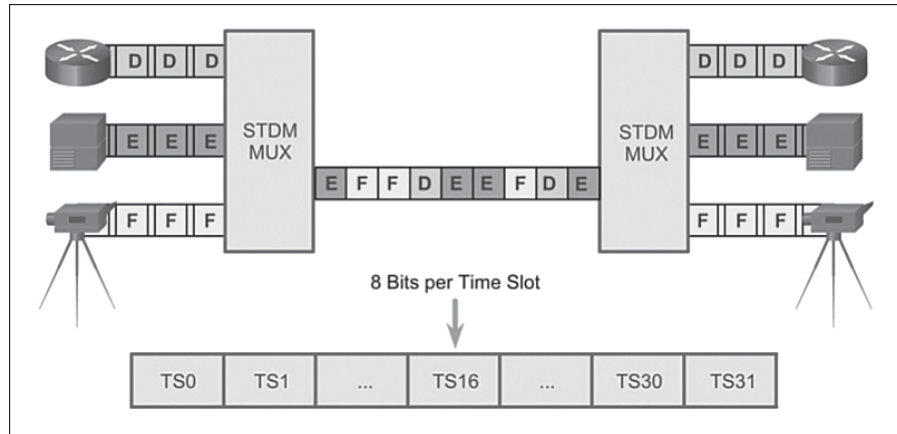 D D D
STDM
MUX
STDM
MUX
D D D
E E E
E E E
E F F D E E F D E
F F F
F F F
8 Bits per Time Slot
TS0 TS1 ... TS16 ... TS30 TS31